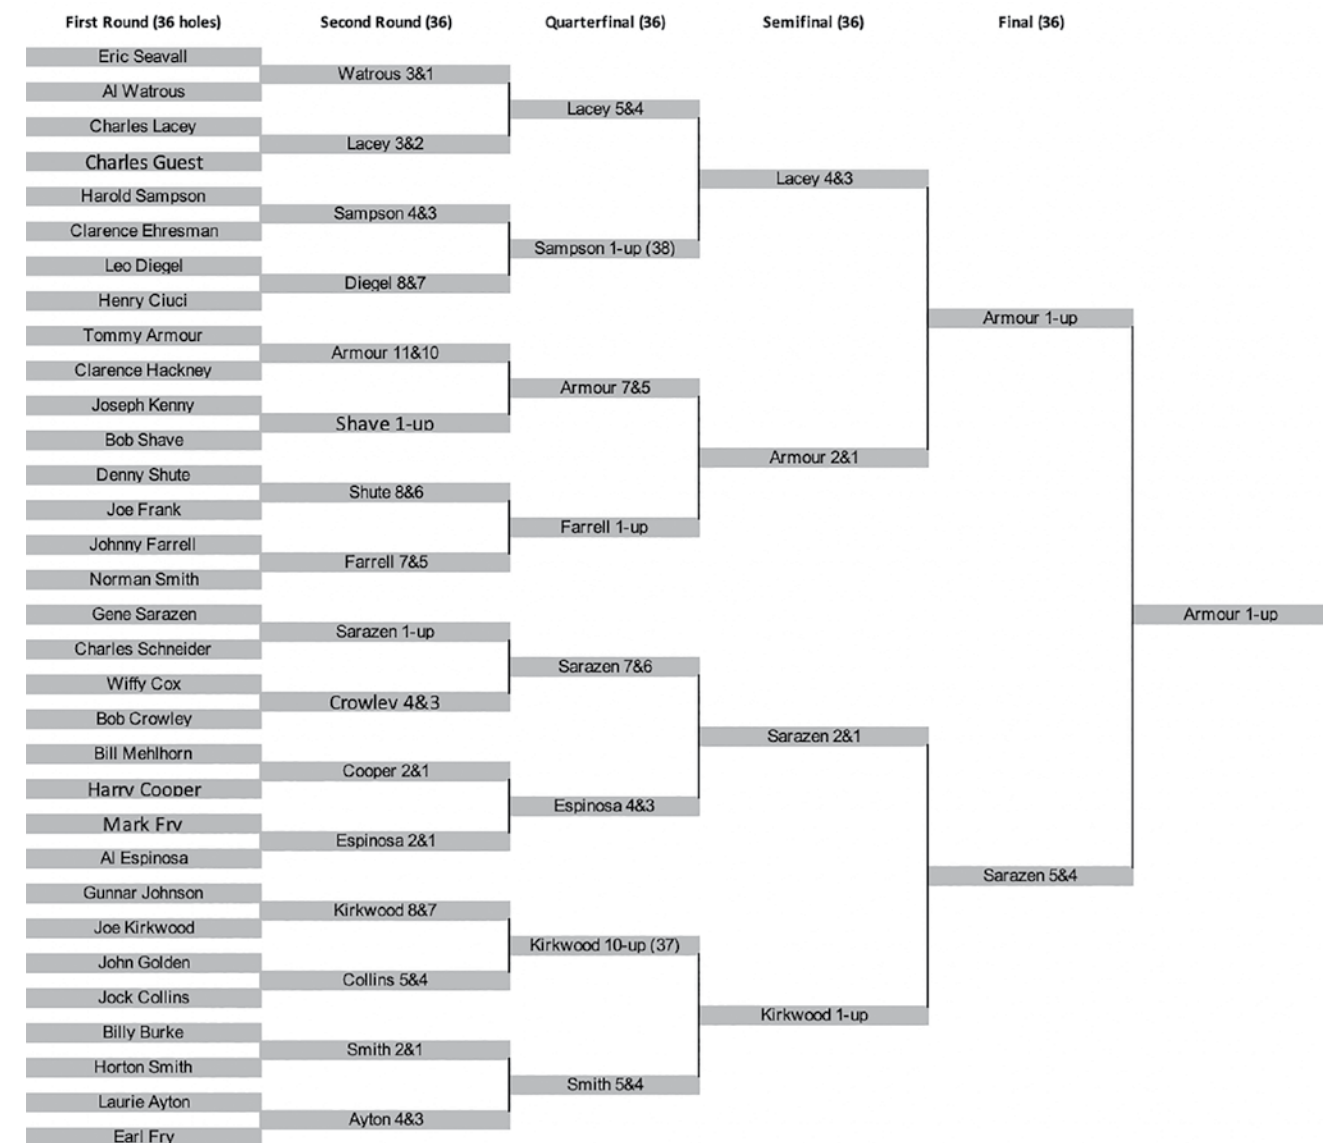 First Round (36 holes)
Second Round (36)
Quarterfinal (36)
Semifinal (36)
Final (36)
Eric Seavall
Al Watrous
Charles Lacey
Charles Guest
Harold Sampson
Clarence Ehresman
Leo Diegel
Henry Ciuci
Tommy Armour
Clarence Hackney
Joseph Kenny
Bob Shave
Denny Shute
Joe Frank
Johnny Farrell
Norman Smith
Gene Sarazen
Charles Schneider
Wiffy Cox
Bob Crowley
Bill Mehlhorn
Harry Cooper
Mark Fry
Al Espinosa
Gunnar Johnson
Joe Kirkwood
John Golden
Jock Collins
Billy Burke
Horton Smith
Laurie Ayton
Earl Fry
Watrous 3&1
Lacey 3&2
Sampson 4&3
Diegel 8&7
Armour 11&10
Shave 1-up
Shute 8&6
Farrell 7&5
Sarazen 1-up
Crowley 4&3
Cooper 2&1
Espinosa 2&1
Kirkwood 8&7
Collins 5&4
Smith 2&1
Ayton 4&3
Lacey 5&4
Sampson 1-up (38)
Armour 7&5
Farrell 1-up
Sarazen 7&6
Espinosa 4&3
Kirkwood 10-up (37)
Smith 5&4
Lacey 4&3
Armour 2&1
Sarazen 2&1
Kirkwood 1-up
Armour 1-up
Sarazen 5&4
Armour 1-up